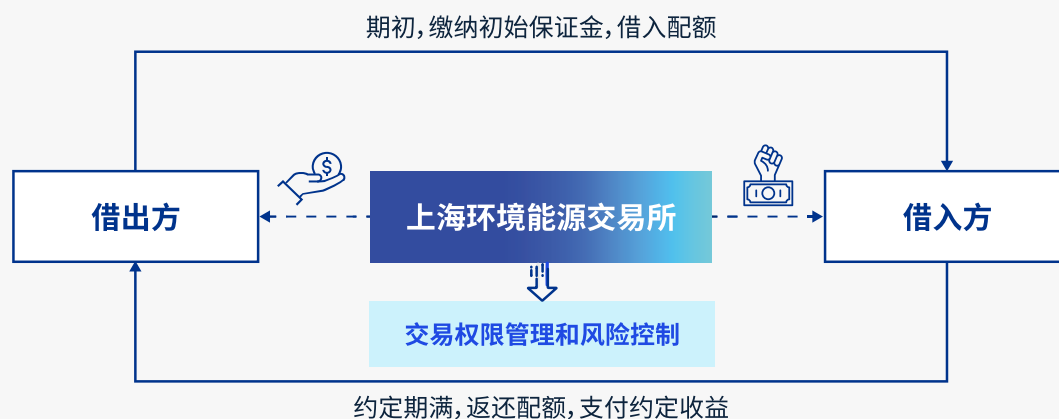 期初，缴纳初始保证金，借入配额
借出方
上海环境能源交易所
借入方
交易权限管理和风险控制
约定期满，返还配额，支付约定收益